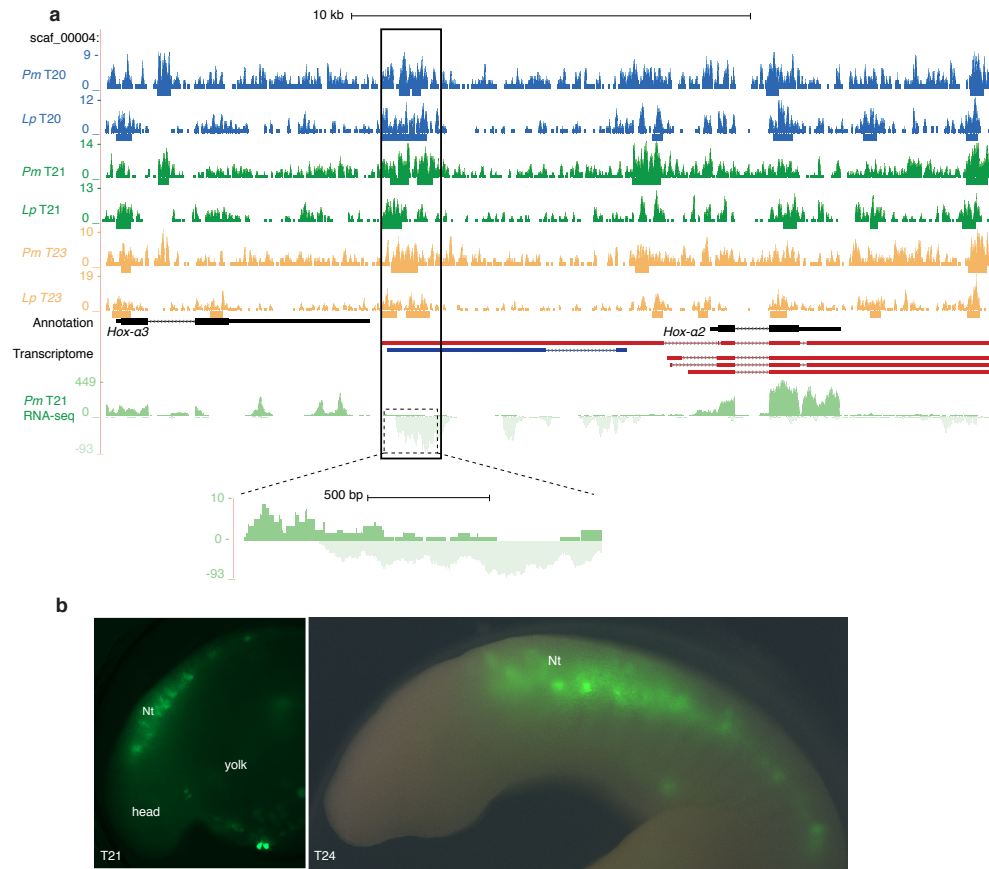 a
10 kb
scaf_00004:
9 -
Pm T20
0 _
12 -
Lp T20
0 _
14 -
Pm T21
0 _
13 -
Lp T21
0 _
10 -
Pm T23
0 _
19 -
Lp T23
0 _
Annotation
Hox-α3
Hox-α2
Transcriptome
449 -
Pm T21
0 _
RNA-seq
-93 _
500 bp
10 -
0 -
-93 _
b
Nt
Nt
yolk
head
T21
T24